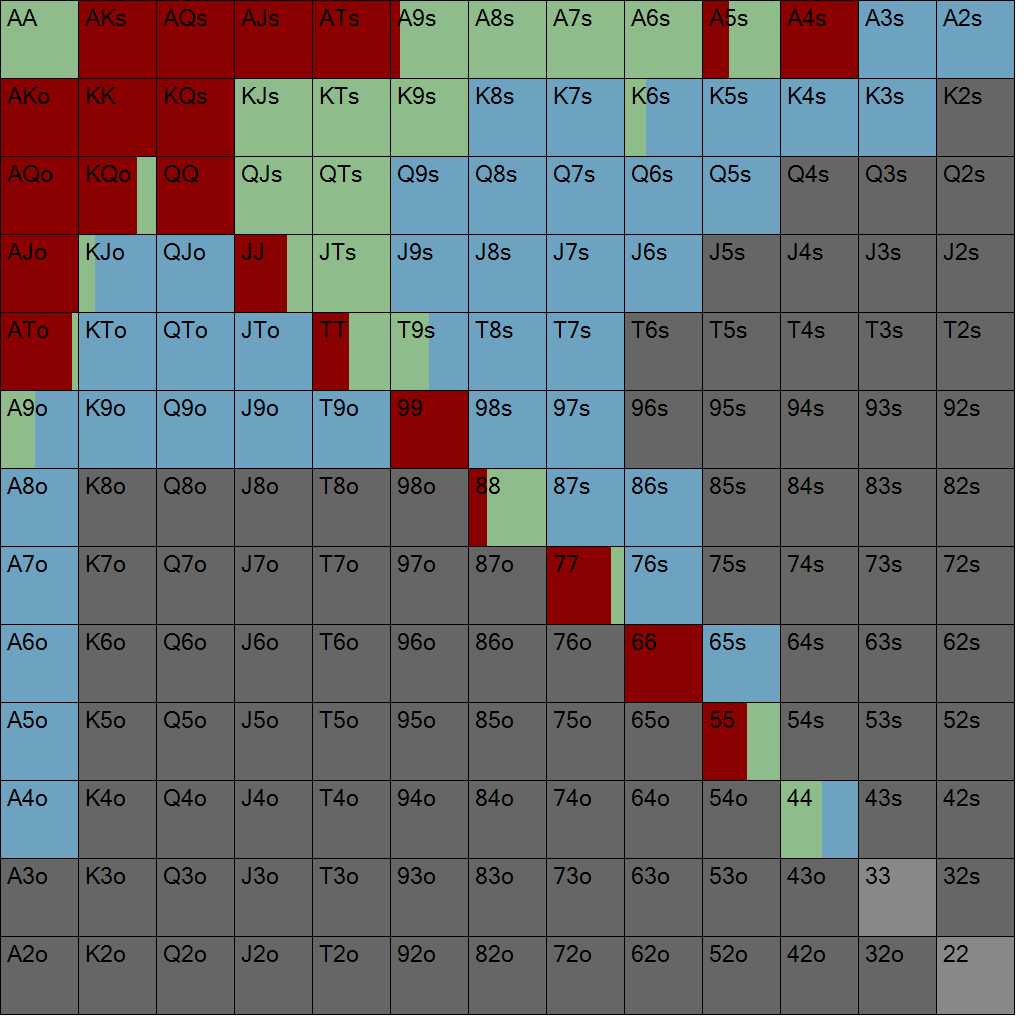 AA AKs AQs AJs ATs A9s A8s A7s A6s A5s A4s A3s A2s
AKo KK KQs KJs KTs K9s K8s K7s K6s K5s K4s K3s K2s
AQo KQo QQ QJs QTs Q9s Q8s Q7s Q6s Q5s Q4s Q3s Q2s
AJo KJo QJo JJ JTs J9s J8s J7s J6s J5s J4s J3s J2s
ATo KTo QTo JTo TT T9s T8s T7s T6s T5s T4s T3s T2s
A9o K9o Q9o J9o T9o 99 98s 97s 96s 95s 94s 93s 92s
A8o K8o Q8o J8o T8o 98o 88 87s 86s 85s 84s 83s 82s
A7o K7o Q7o J7o T7o 97o 87o 77 76s 75s 74s 73s 72s
A6o K6o Q6o J6o T6o 96o 86o 76o 66 65s 64s 63s 62s
A5o K5o Q5o J5o T5o 95o 85o 75o 65o 55 54s 53s 52s
A4o K4o Q4o J4o T4o 94o 84o 74o 64o 54o 44 43s 42s
A3o K3o Q3o J3o T3o 93o 83o 73o 63o 53o 43o 33 32s
A2o K2o Q2o J2o T2o 92o 82o 72o 62o 52o 42o 32o 22